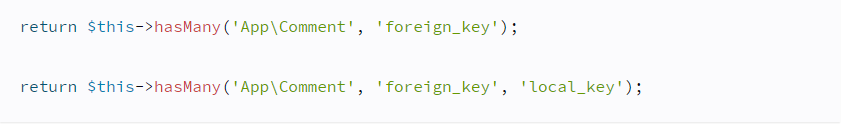 return $this->hasMany('App\Comment', 'foreign_key');
return $this->hasMany('App\Comment', 'foreign_key', 'local_key');